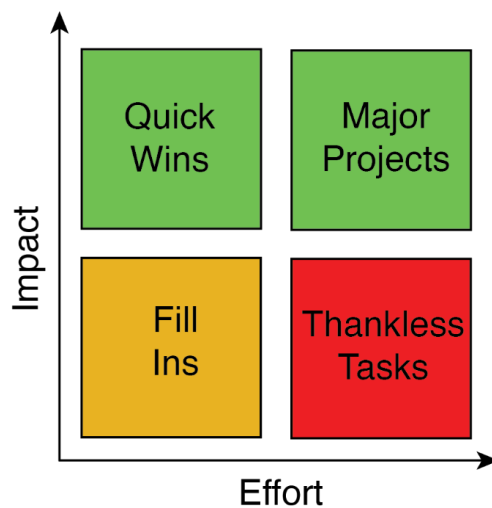 Quick
Wins
Major
Projects
Impact
Fill
Ins
Thankless
Tasks
Effort